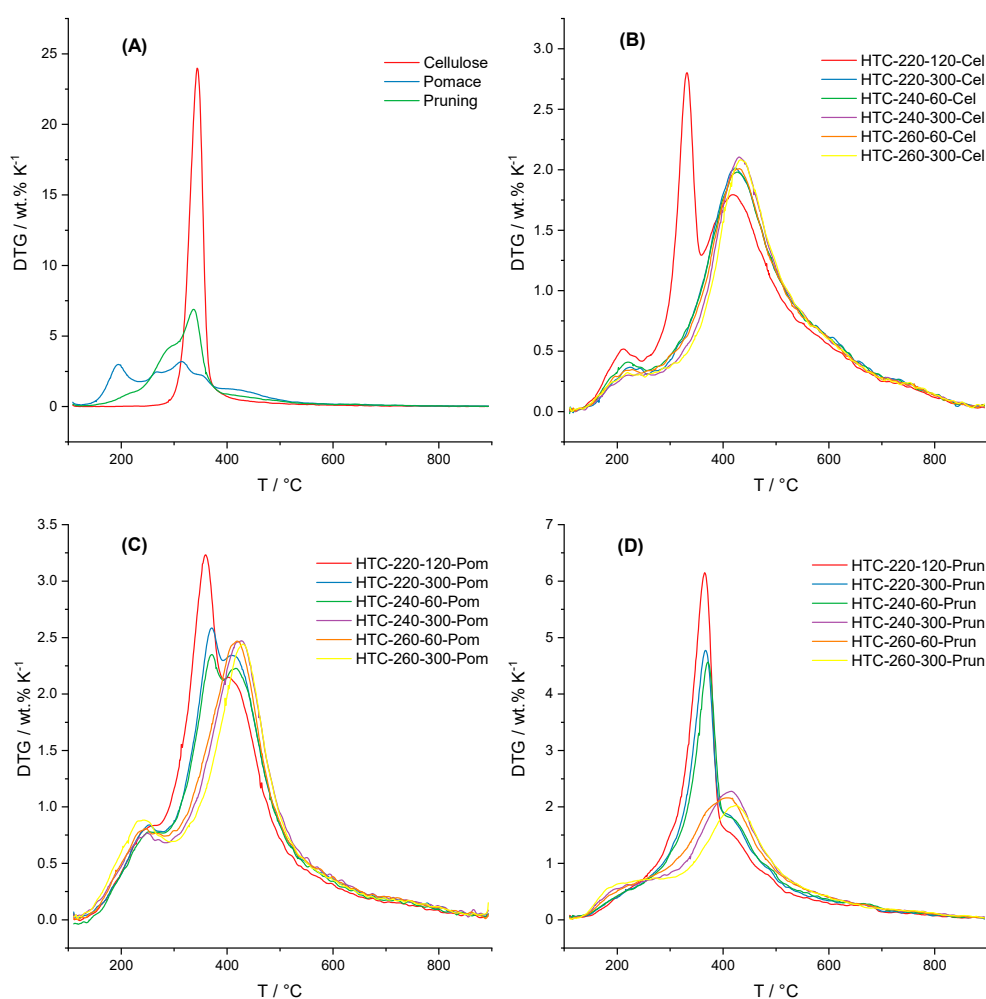 (A)
Cellulose
Pomace
Pruning
DTG / wt.% K⁻¹
25
20
15
10
5
0
200
400
600
800
T / °C
(B)
HTC-220-120-Cel
HTC-220-300-Cel
HTC-240-60-Cel
HTC-240-300-Cel
HTC-260-60-Cel
HTC-260-300-Cel
DTG / wt.% K⁻¹
3.0
2.5
2.0
1.5
1.0
0.5
0.0
200
400
600
800
T / °C
(C)
HTC-220-120-Pom
HTC-220-300-Pom
HTC-240-60-Pom
HTC-240-300-Pom
HTC-260-60-Pom
HTC-260-300-Pom
DTG / wt.% K⁻¹
3.5
3.0
2.5
2.0
1.5
1.0
0.5
0.0
200
400
600
800
T / °C
(D)
HTC-220-120-Prun
HTC-220-300-Prun
HTC-240-60-Prun
HTC-240-300-Prun
HTC-260-60-Prun
HTC-260-300-Prun
DTG / wt.% K⁻¹
7
6
5
4
3
2
1
0
200
400
600
800
T / °C